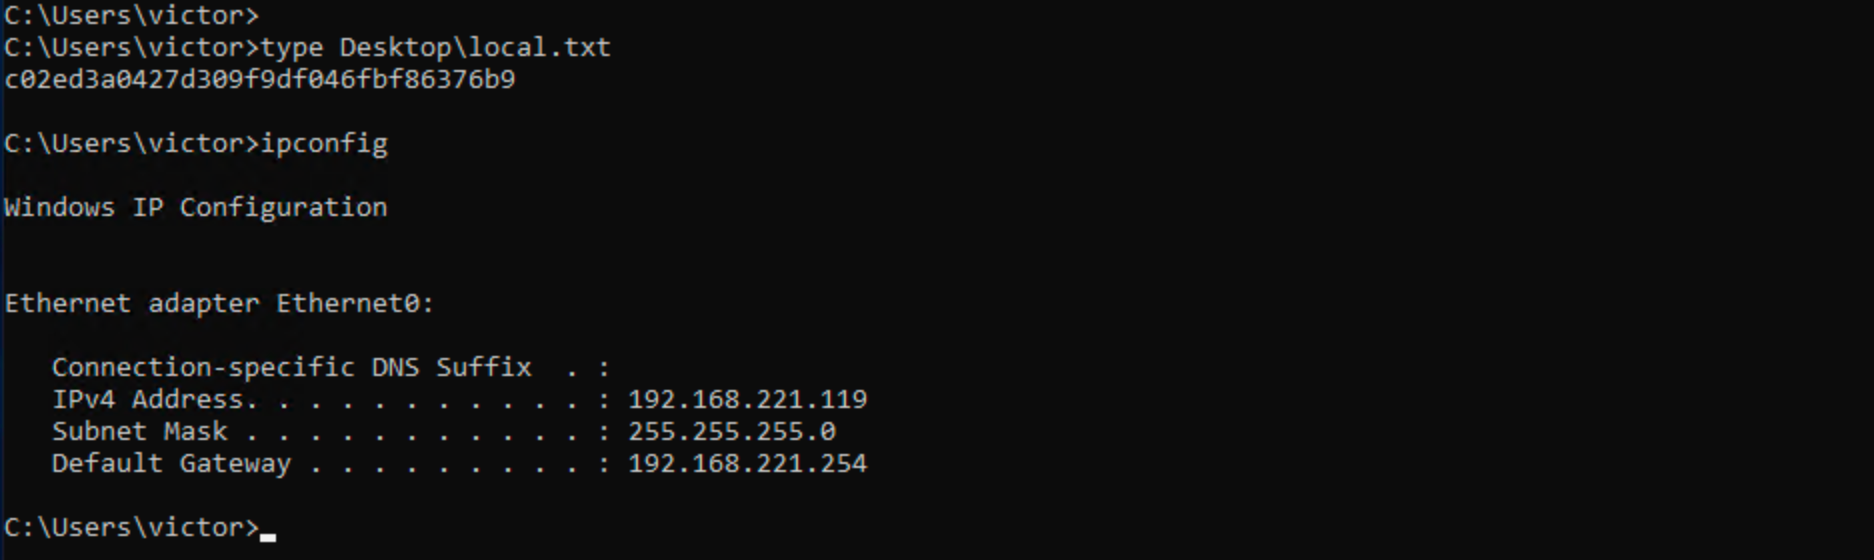 C:\Users\victor>
C:\Users\victor>type Desktop\local.txt
c02ed3a0427d309f9df046fbf86376b9
C:\Users\victor>ipconfig
Windows IP Configuration
Ethernet adapter Ethernet0:
   Connection-specific DNS Suffix  . :
   IPv4 Address. . . . . . . . . . . : 192.168.221.119
   Subnet Mask . . . . . . . . . . . : 255.255.255.0
   Default Gateway . . . . . . . . . : 192.168.221.254
C:\Users\victor>